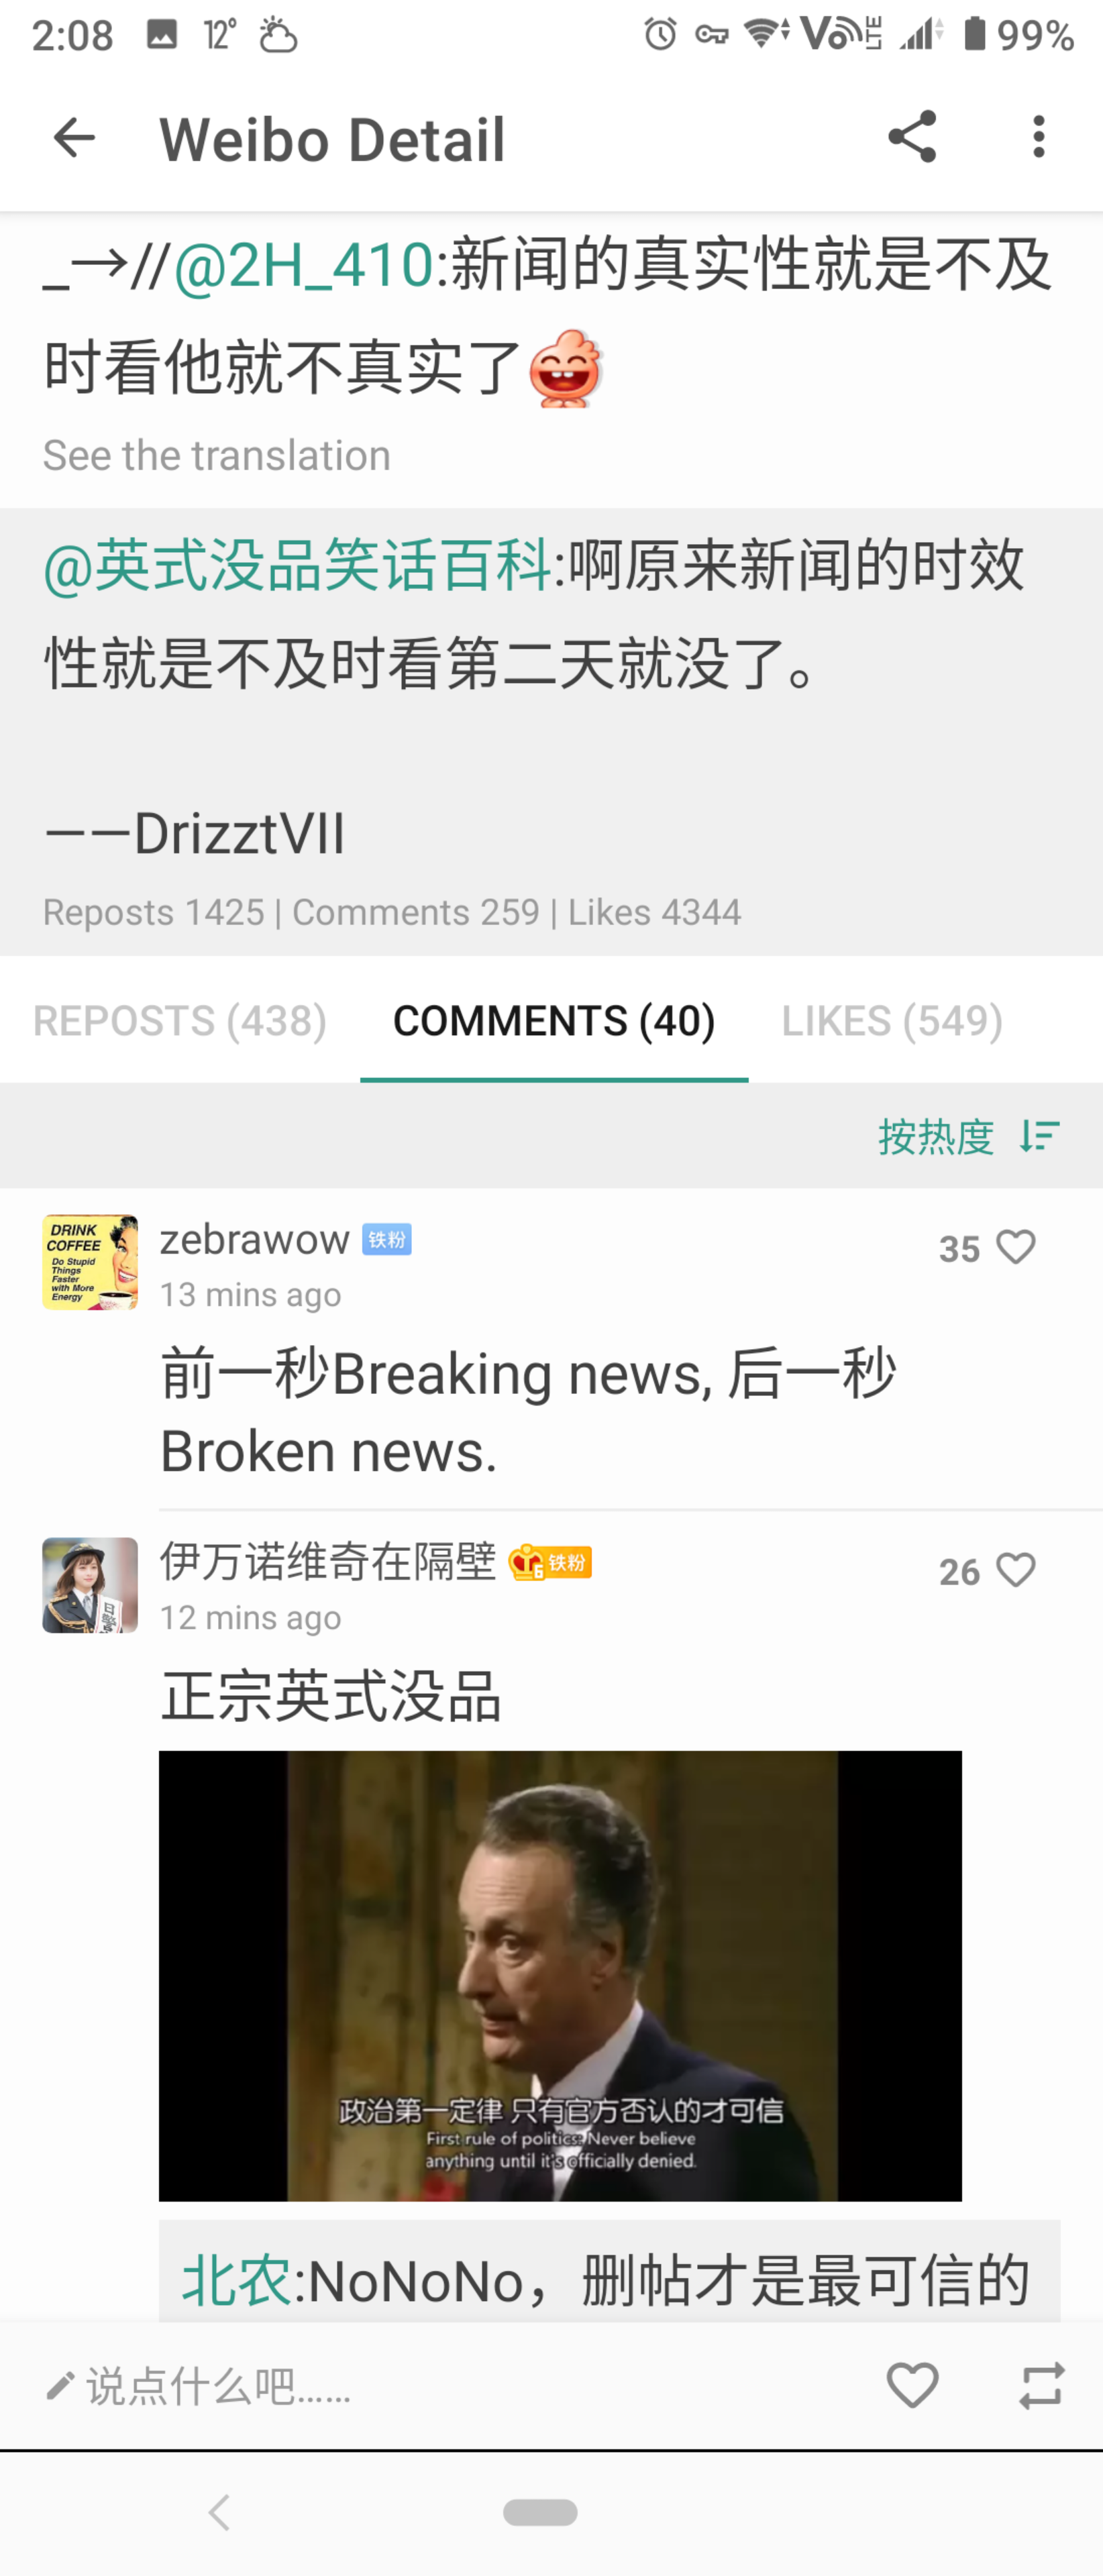 2:08 12° VoLTE 99%
Weibo Detail
_→//@2H_410:新闻的真实性就是不及
时看他就不真实了
See the translation
@英式没品笑话百科:啊原来新闻的时效
性就是不及时看第二天就没了。
——DrizztVII
Reposts 1425 | Comments 259 | Likes 4344
REPOSTS (438) COMMENTS (40) LIKES (549)
按热度
DRINK
COFFEE
Do Stupid
Things
Faster
with More
Energy
zebrawow 铁粉
35
13 mins ago
前一秒Breaking news, 后一秒
Broken news.
伊万诺维奇在隔壁 6 铁粉
26
12 mins ago
正宗英式没品
政治第一定律 只有官方否认的才可信
First rule of politics: Never believe
anything until it's officially denied.
北农:NoNoNo，删帖才是最可信的
说点什么吧......